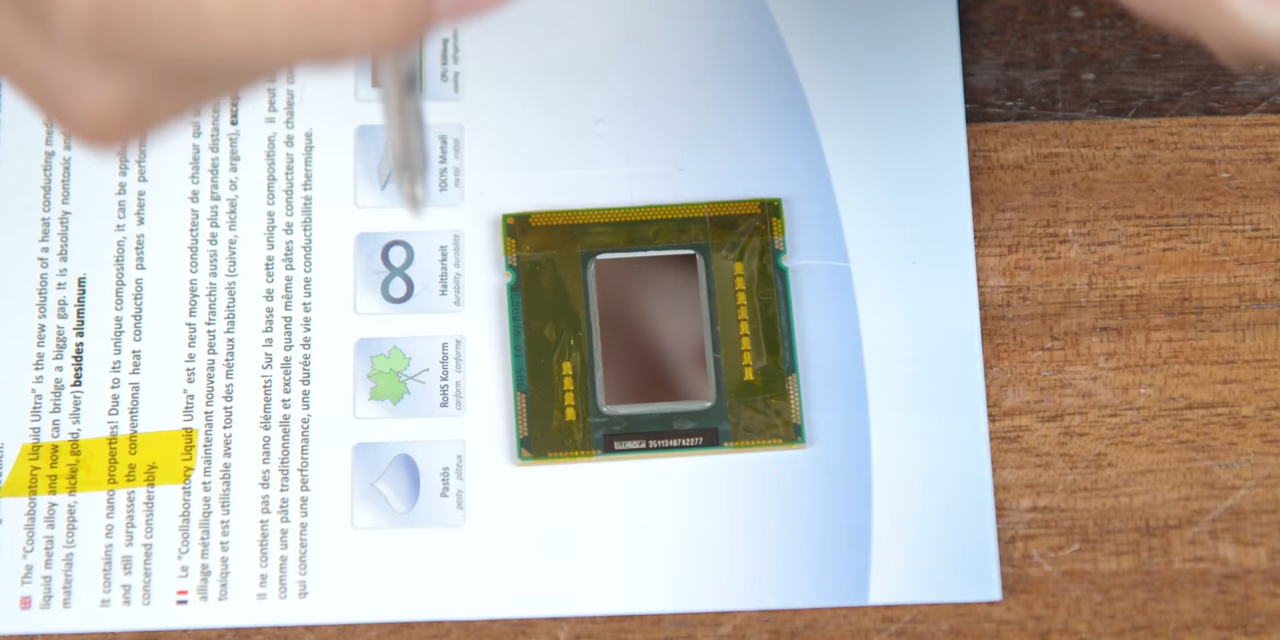 The "Coollaboratory Liquid Ultra" is the new solution of a heat conducting
liquid metal alloy and now can bridge a bigger gap. It is absolutely nontoxic and
materials (copper, nickel, gold, silver) besides aluminum.
It contains no nano properties! Due to its unique composition, it can be
and still surpasses the conventional heat conduction pastes where
concerned considerably.
Le "Coollaboratory Liquid Ultra" est le neuf moyen conducteur de chaleur qui
alliage métallique et maintenant nouveau peut franchir aussi de plus grandes
toxique et est utilisable avec tout des métaux habituels (cuivre, nickel, or, argent),
Il ne contient pas des nano éléments! Sur la base de cette unique composition, il peut
comme une pâte traditionnelle et excelle quand même pâtes de conducteur de chaleur
qui concerne une performance, une durée de vie et une conductibilité thermique.
100% Metall
metal métal
Haltbarkeit
durability durabilité
RoHS Konform
conform conforme
Pastös
pasty pâteux
35113487A2277